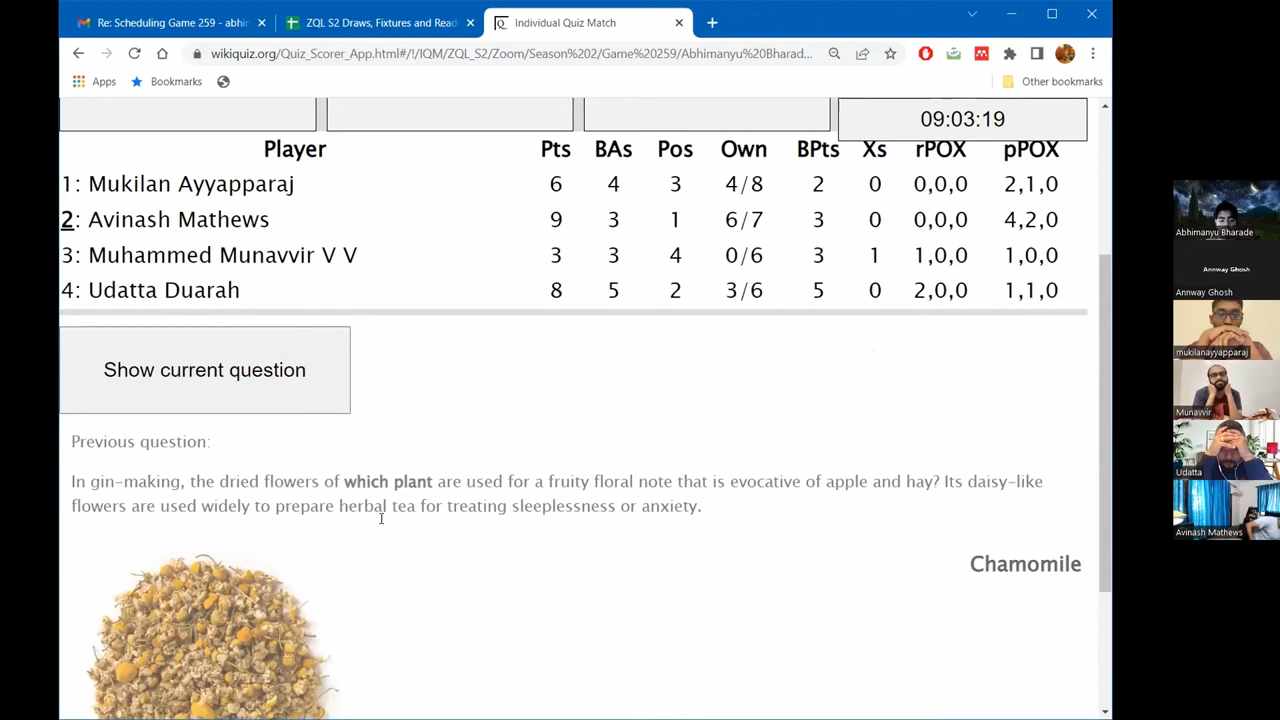 Re: Scheduling Game 259 - abhin
ZQL S2 Draws, Fixtures and Read
Individual Quiz Match
wikiquiz.org/Quiz_Scorer_App.html#/!/IQM/ZQL_S2/Zoom/Season%202/Game%20259/Abhimanyu%20Bharad...
Apps
Bookmarks
Other bookmarks
09:03:19
Player Pts BAs Pos Own BPts Xs rPOX pPOX
1: Mukilan Ayyapparaj 6 4 3 4/8 2 0 0,0,0 2,1,0
2: Avinash Mathews 9 3 1 6/7 3 0 0,0,0 4,2,0
3: Muhammed Munavvir V V 3 3 4 0/6 3 1 1,0,0 1,0,0
4: Udatta Duarah 8 5 2 3/6 5 0 2,0,0 1,1,0
Show current question
Previous question:
In gin-making, the dried flowers of which plant are used for a fruity floral note that is evocative of apple and hay? Its daisy-like
flowers are used widely to prepare herbal tea for treating sleeplessness or anxiety.
Chamomile
Abhimanyu Bharade
Annway Ghosh
Annway Ghosh
mukilanayyapparaj
Munavvir
Udatta
Avinash Mathews